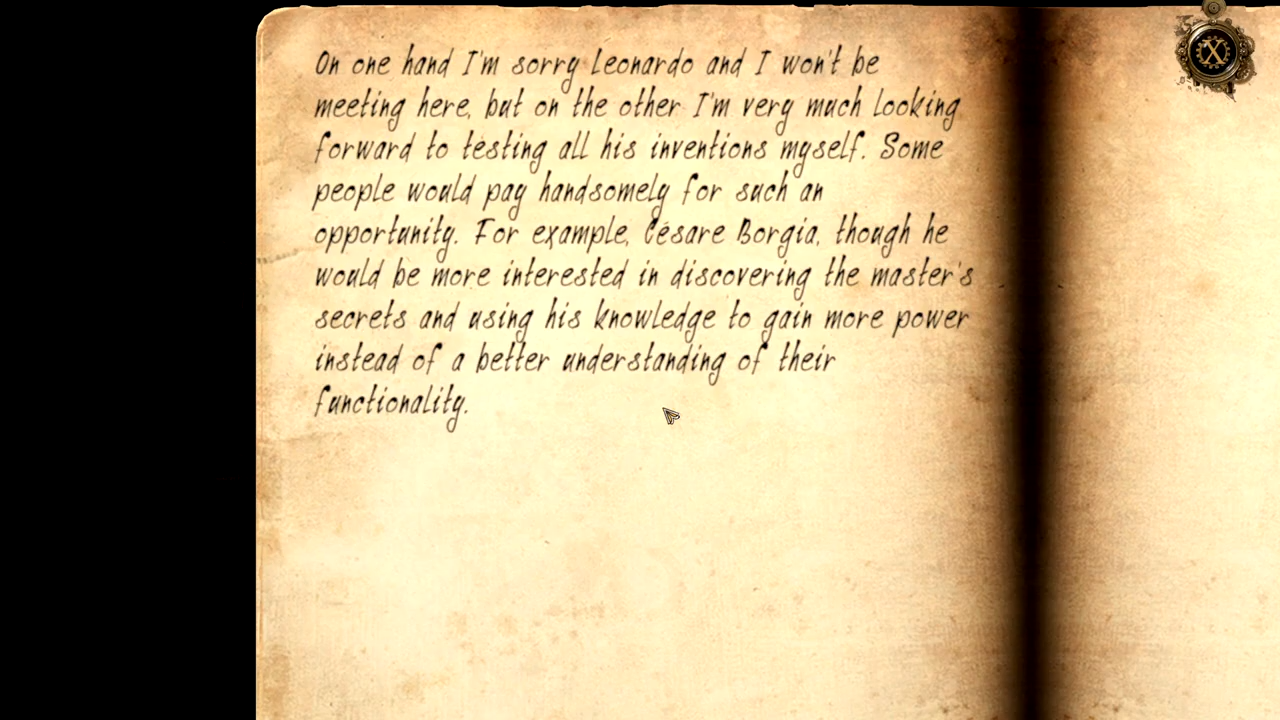 On one hand I'm sorry Leonardo and I won't be
meeting here, but on the other I'm very much looking
forward to testing all his inventions myself. Some
people would pay handsomely for such an
opportunity. For example, Cesare Borgia, though he
would be more interested in discovering the master's
secrets and using his knowledge to gain more power
instead of a better understanding of their
functionality.
X